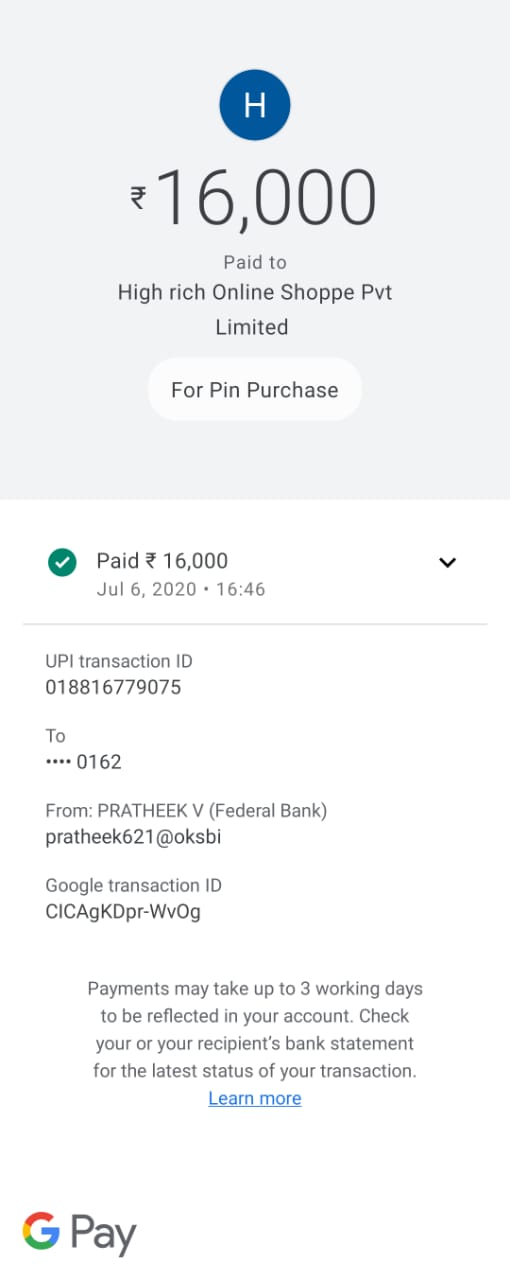 H
₹16,000
Paid to
High rich Online Shoppe Pvt
Limited
For Pin Purchase
Paid ₹ 16,000
Jul 6, 2020 • 16:46
UPI transaction ID
018816779075
To
•••• 0162
From: PRATHEEK V (Federal Bank)
pratheek621@oksbi
Google transaction ID
CICAgKDpr-WvOg
Payments may take up to 3 working days
to be reflected in your account. Check
your or your recipient’s bank statement
for the latest status of your transaction.
Learn more
G Pay